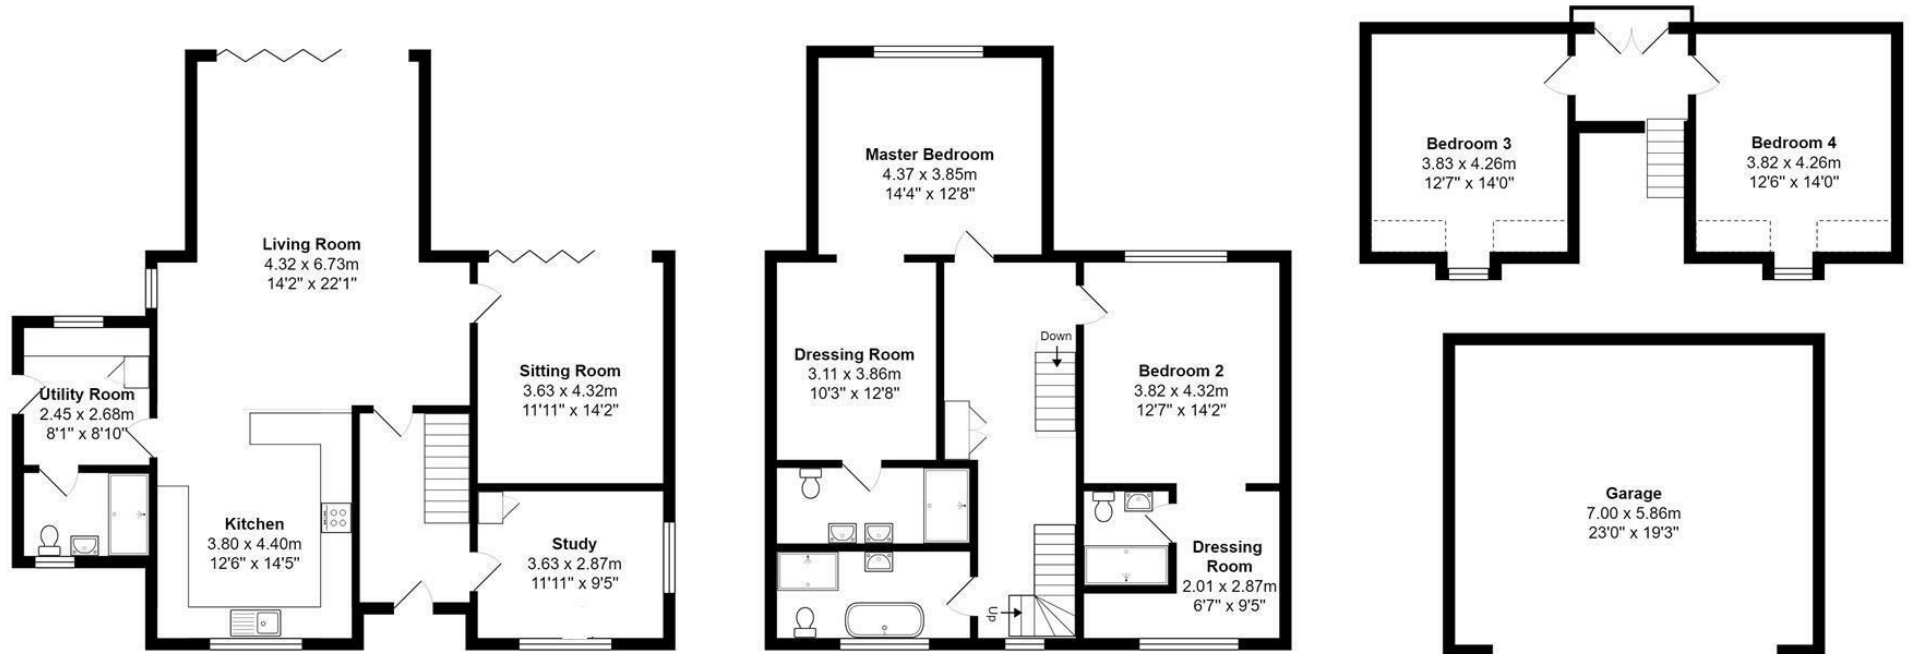 Living Room
4.32 x 6.73m
14'2" x 22'1"
Utility Room
2.45 x 2.68m
8'1" x 8'10"
Sitting Room
3.63 x 4.32m
11'11" x 14'2"
Kitchen
3.80 x 4.40m
12'6" x 14'5"
Study
3.63 x 2.87m
11'11" x 9'5"
Master Bedroom
4.37 x 3.85m
14'4" x 12'8"
Dressing Room
3.11 x 3.86m
10'3" x 12'8"
Down
Bedroom 2
3.82 x 4.32m
12'7" x 14'2"
Dressing
Room
2.01 x 2.87m
6'7" x 9'5"
Up
Bedroom 3
3.83 x 4.26m
12'7" x 14'0"
Bedroom 4
3.82 x 4.26m
12'6" x 14'0"
Garage
7.00 x 5.86m
23'0" x 19'3"